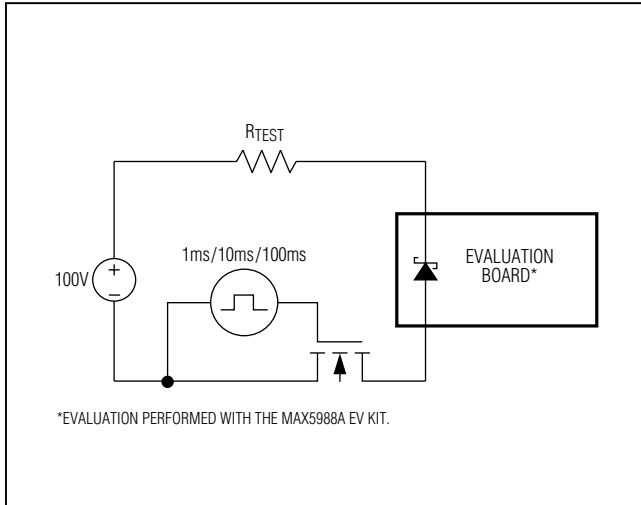 RTEST
1ms/10ms/100ms
100V
+
−
EVALUATION
BOARD*
*EVALUATION PERFORMED WITH THE MAX5988A EV KIT.